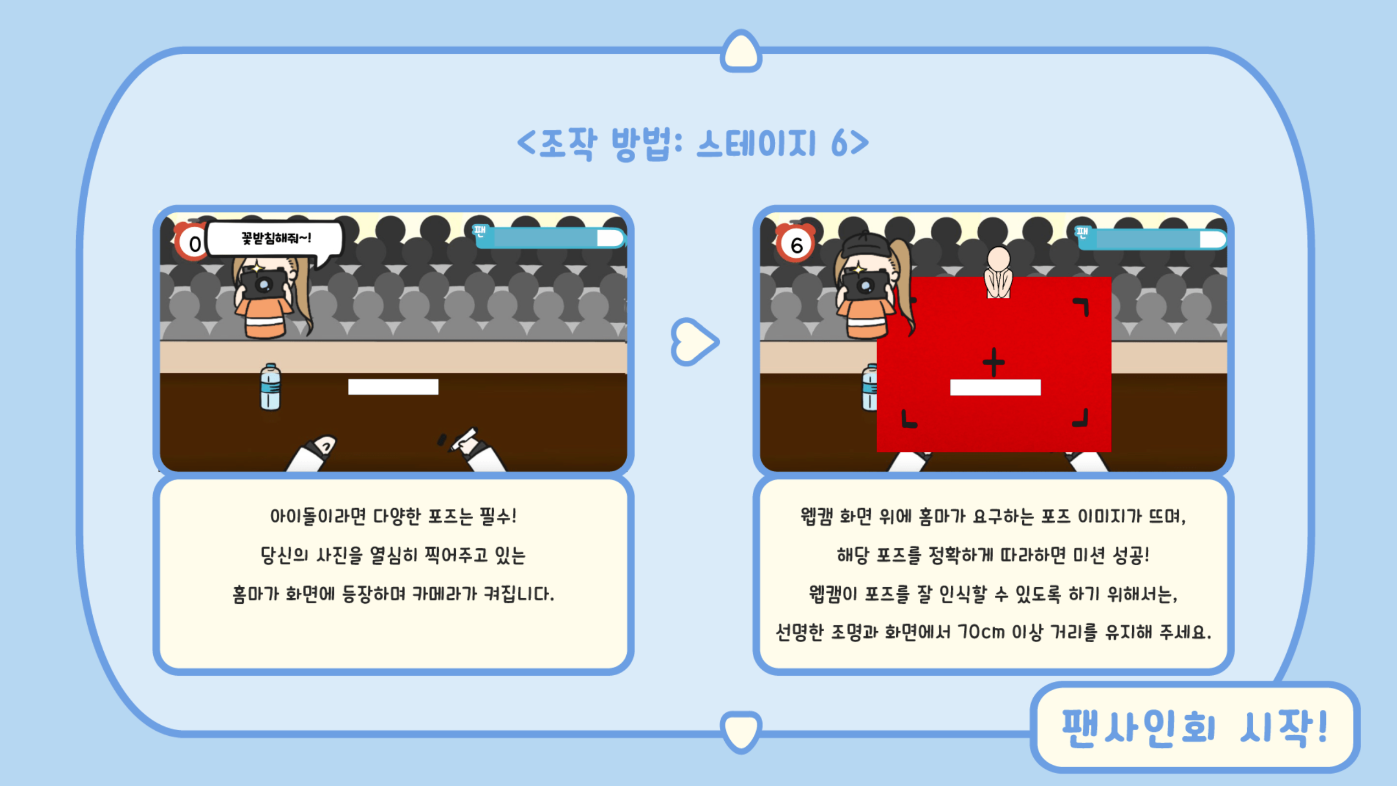 <조작 방법: 스테이지 6>
0
꽃받침해줘~!
팬
6
팬
아이돌이라면 다양한 포즈는 필수!
당신의 사진을 열심히 찍어주고 있는
홈마가 화면에 등장하며 카메라가 켜집니다.
웹캠 화면 위에 홈마가 요구하는 포즈 이미지가 뜨며,
해당 포즈를 정확하게 따라하면 미션 성공!
웹캠이 포즈를 잘 인식할 수 있도록 하기 위해서는,
선명한 조명과 화면에서 70cm 이상 거리를 유지해 주세요.
팬사인회 시작!